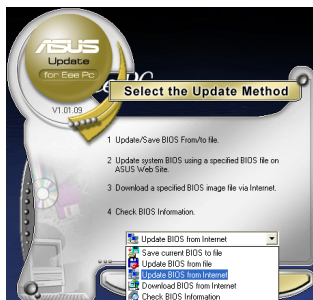 ASUS
Update
for Eee Pc
Select the Update Method
V1.01.09
1 Update/Save BIOS From/to file.
2 Update system BIOS using a specified BIOS file on
ASUS Web Site.
3 Download a specified BIOS image file via Internet.
4 Check BIOS Information.
Update BIOS from Internet
Save current BIOS to file
Update BIOS from file
Update BIOS from Internet
Download BIOS from Internet
Check BIOS Information